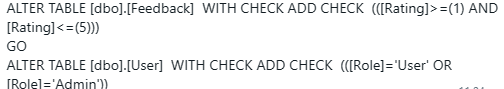 ALTER TABLE [dbo].[Feedback]  WITH CHECK ADD CHECK  (([Rating]>=(1) AND
[Rating]<=(5)))
GO
ALTER TABLE [dbo].[User]  WITH CHECK ADD CHECK  (([Role]='User' OR
[Role]='Admin'))